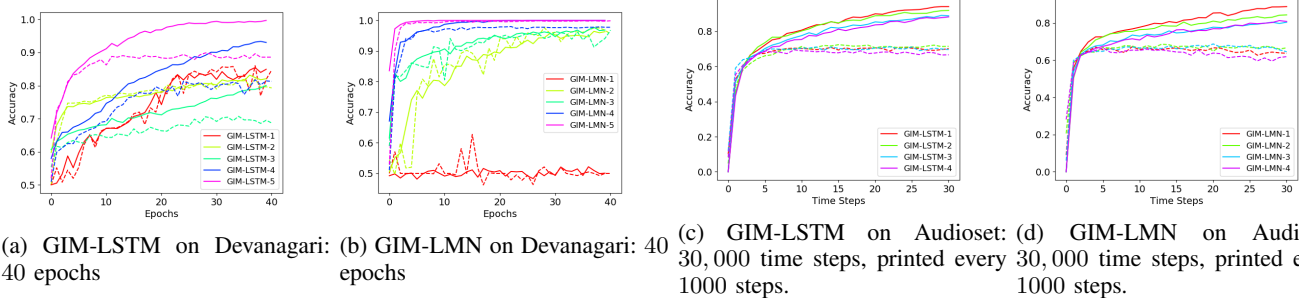 1.0
0.9
0.8
0.7
0.6
0.5
Accuracy
0 10 20 30 40
Epochs
GIM-LSTM-1
GIM-LSTM-2
GIM-LSTM-3
GIM-LSTM-4
GIM-LSTM-5
(a) GIM-LSTM on Devanagari:
40 epochs
1.0
0.9
0.8
0.7
0.6
0.5
Accuracy
0 10 20 30 40
Epochs
GIM-LMN-1
GIM-LMN-2
GIM-LMN-3
GIM-LMN-4
GIM-LMN-5
(b) GIM-LMN on Devanagari: 40
epochs
0.8
0.6
0.4
0.2
0.0
Accuracy
0 5 10 15 20 25 30
Time Steps
GIM-LSTM-1
GIM-LSTM-2
GIM-LSTM-3
GIM-LSTM-4
(c) GIM-LSTM on Audioset:
30,000 time steps, printed every
1000 steps.
0.8
0.6
0.4
0.2
0.0
Accuracy
0 5 10 15 20 25 30
Time Steps
GIM-LMN-1
GIM-LMN-2
GIM-LMN-3
GIM-LMN-4
(d) GIM-LMN on Audi
30,000 time steps, printed e
1000 steps.